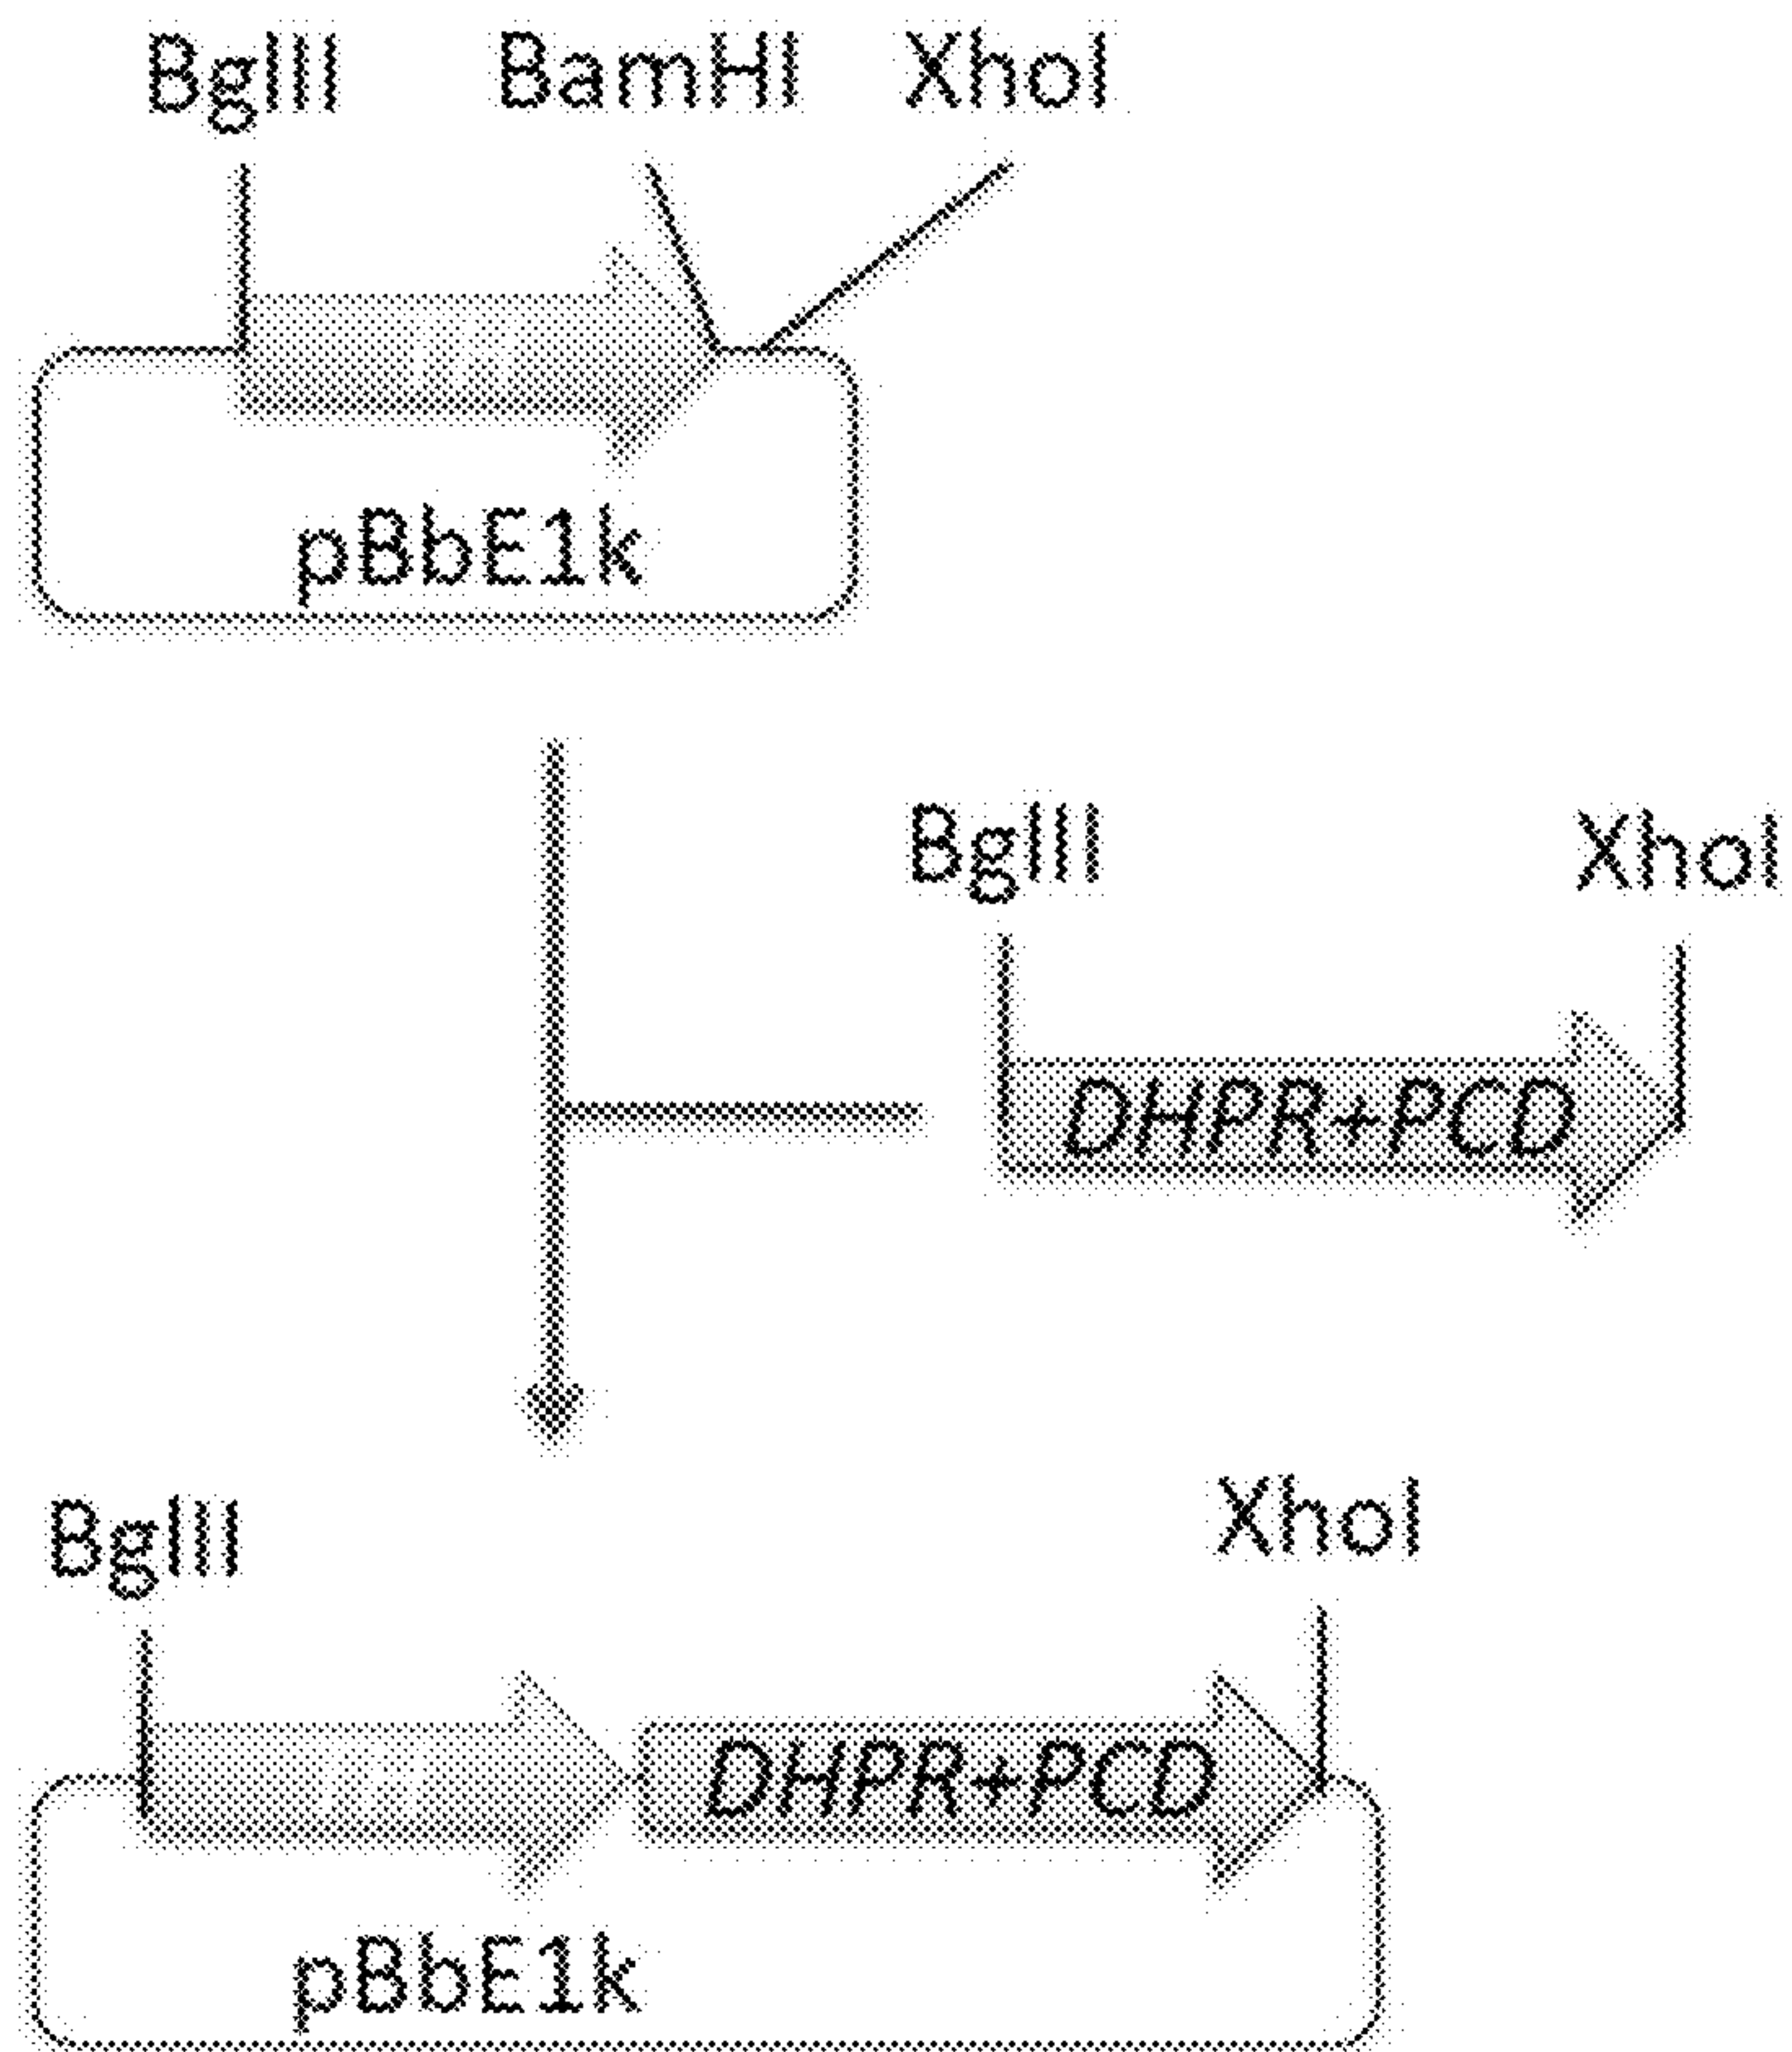 BglII BamHI XhoI
pBbE1k
BglII XhoI
DHPR+PCD
BglII XhoI
DHPR+PCD
pBbE1k